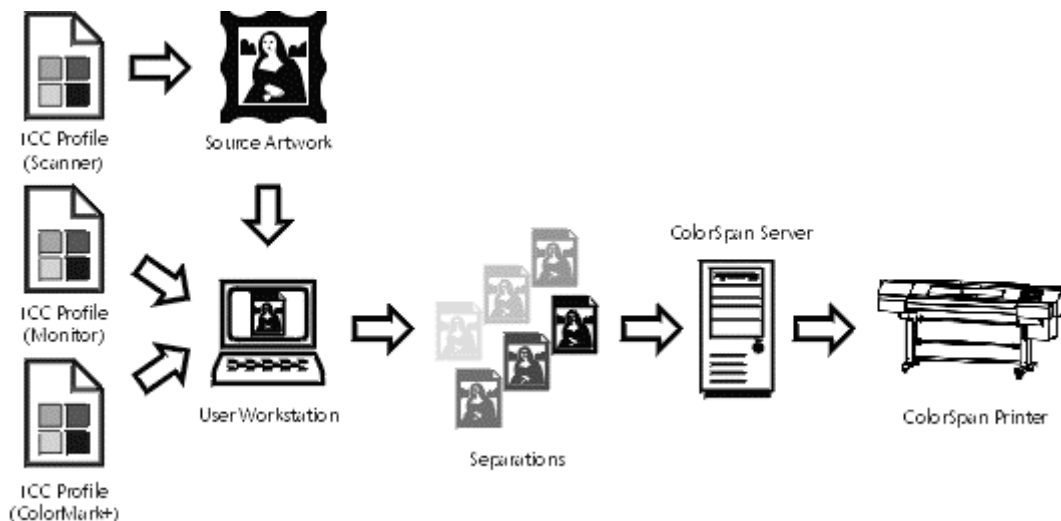 ICC Profile
(Scanner)
Source Artwork
ICC Profile
(Monitor)
User Workstation
ICC Profile
(ColorMark+)
Separations
ColorSpan Server
ColorSpan Printer